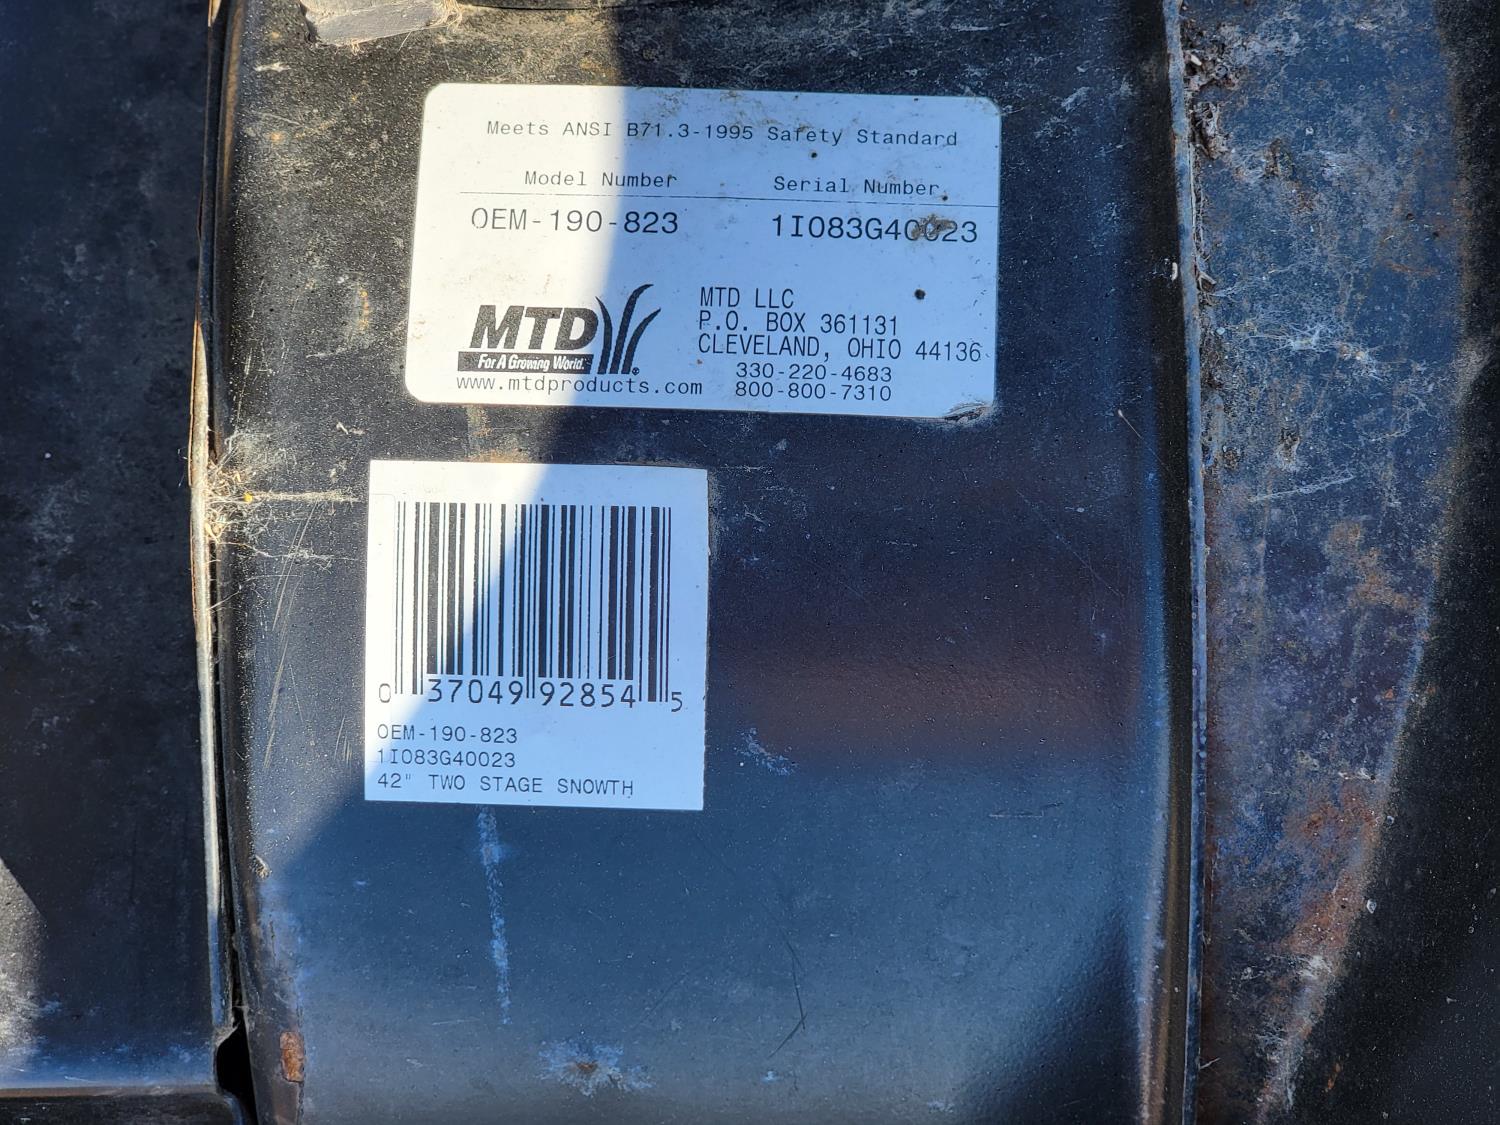 Meets ANSI B71.3-1995 Safety Standard
Model Number Serial Number
OEM-190-823 1I083G40023
MTD
For A Growing World.
www.mtdproducts.com
MTD LLC
P.O. BOX 361131
CLEVELAND, OHIO 44136
330-220-4683
800-800-7310
0 37049 92854 5
OEM-190-823
1I083G40023
42" TWO STAGE SNOWTH